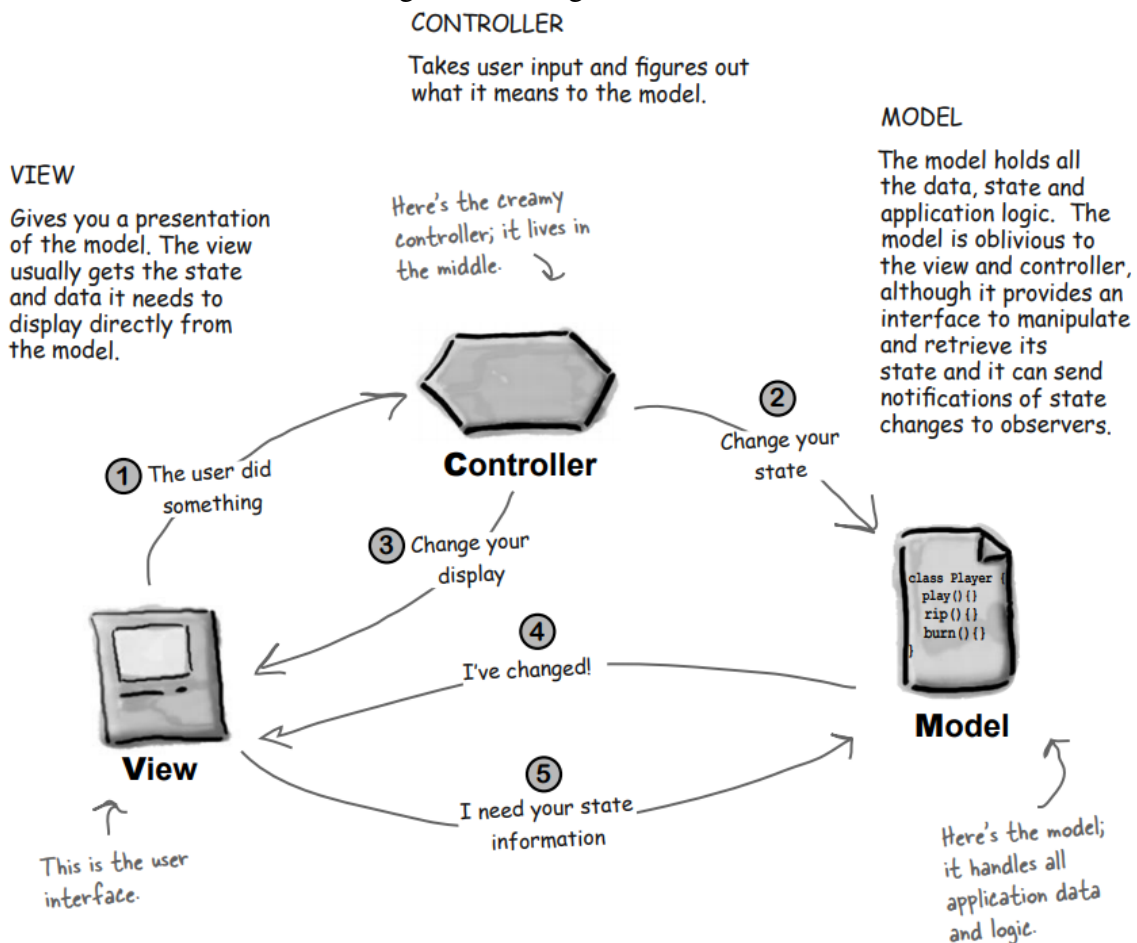 CONTROLLER
Takes user input and figures out
what it means to the model.
MODEL
The model holds all
the data, state and
application logic. The
model is oblivious to
the view and controller,
although it provides an
interface to manipulate
and retrieve its
state and it can send
notifications of state
changes to observers.
VIEW
Gives you a presentation
of the model. The view
usually gets the state
and data it needs to
display directly from
the model.
Here's the creamy
controller; it lives in
the middle.
Controller
1 The user did
something
2
Change your
state
3 Change your
display
4
I've changed!
5
I need your state
information
class Player {
play(){}
rip(){}
burn(){}
}
Model
View
This is the user
interface.
Here's the model;
it handles all
application data
and logic.